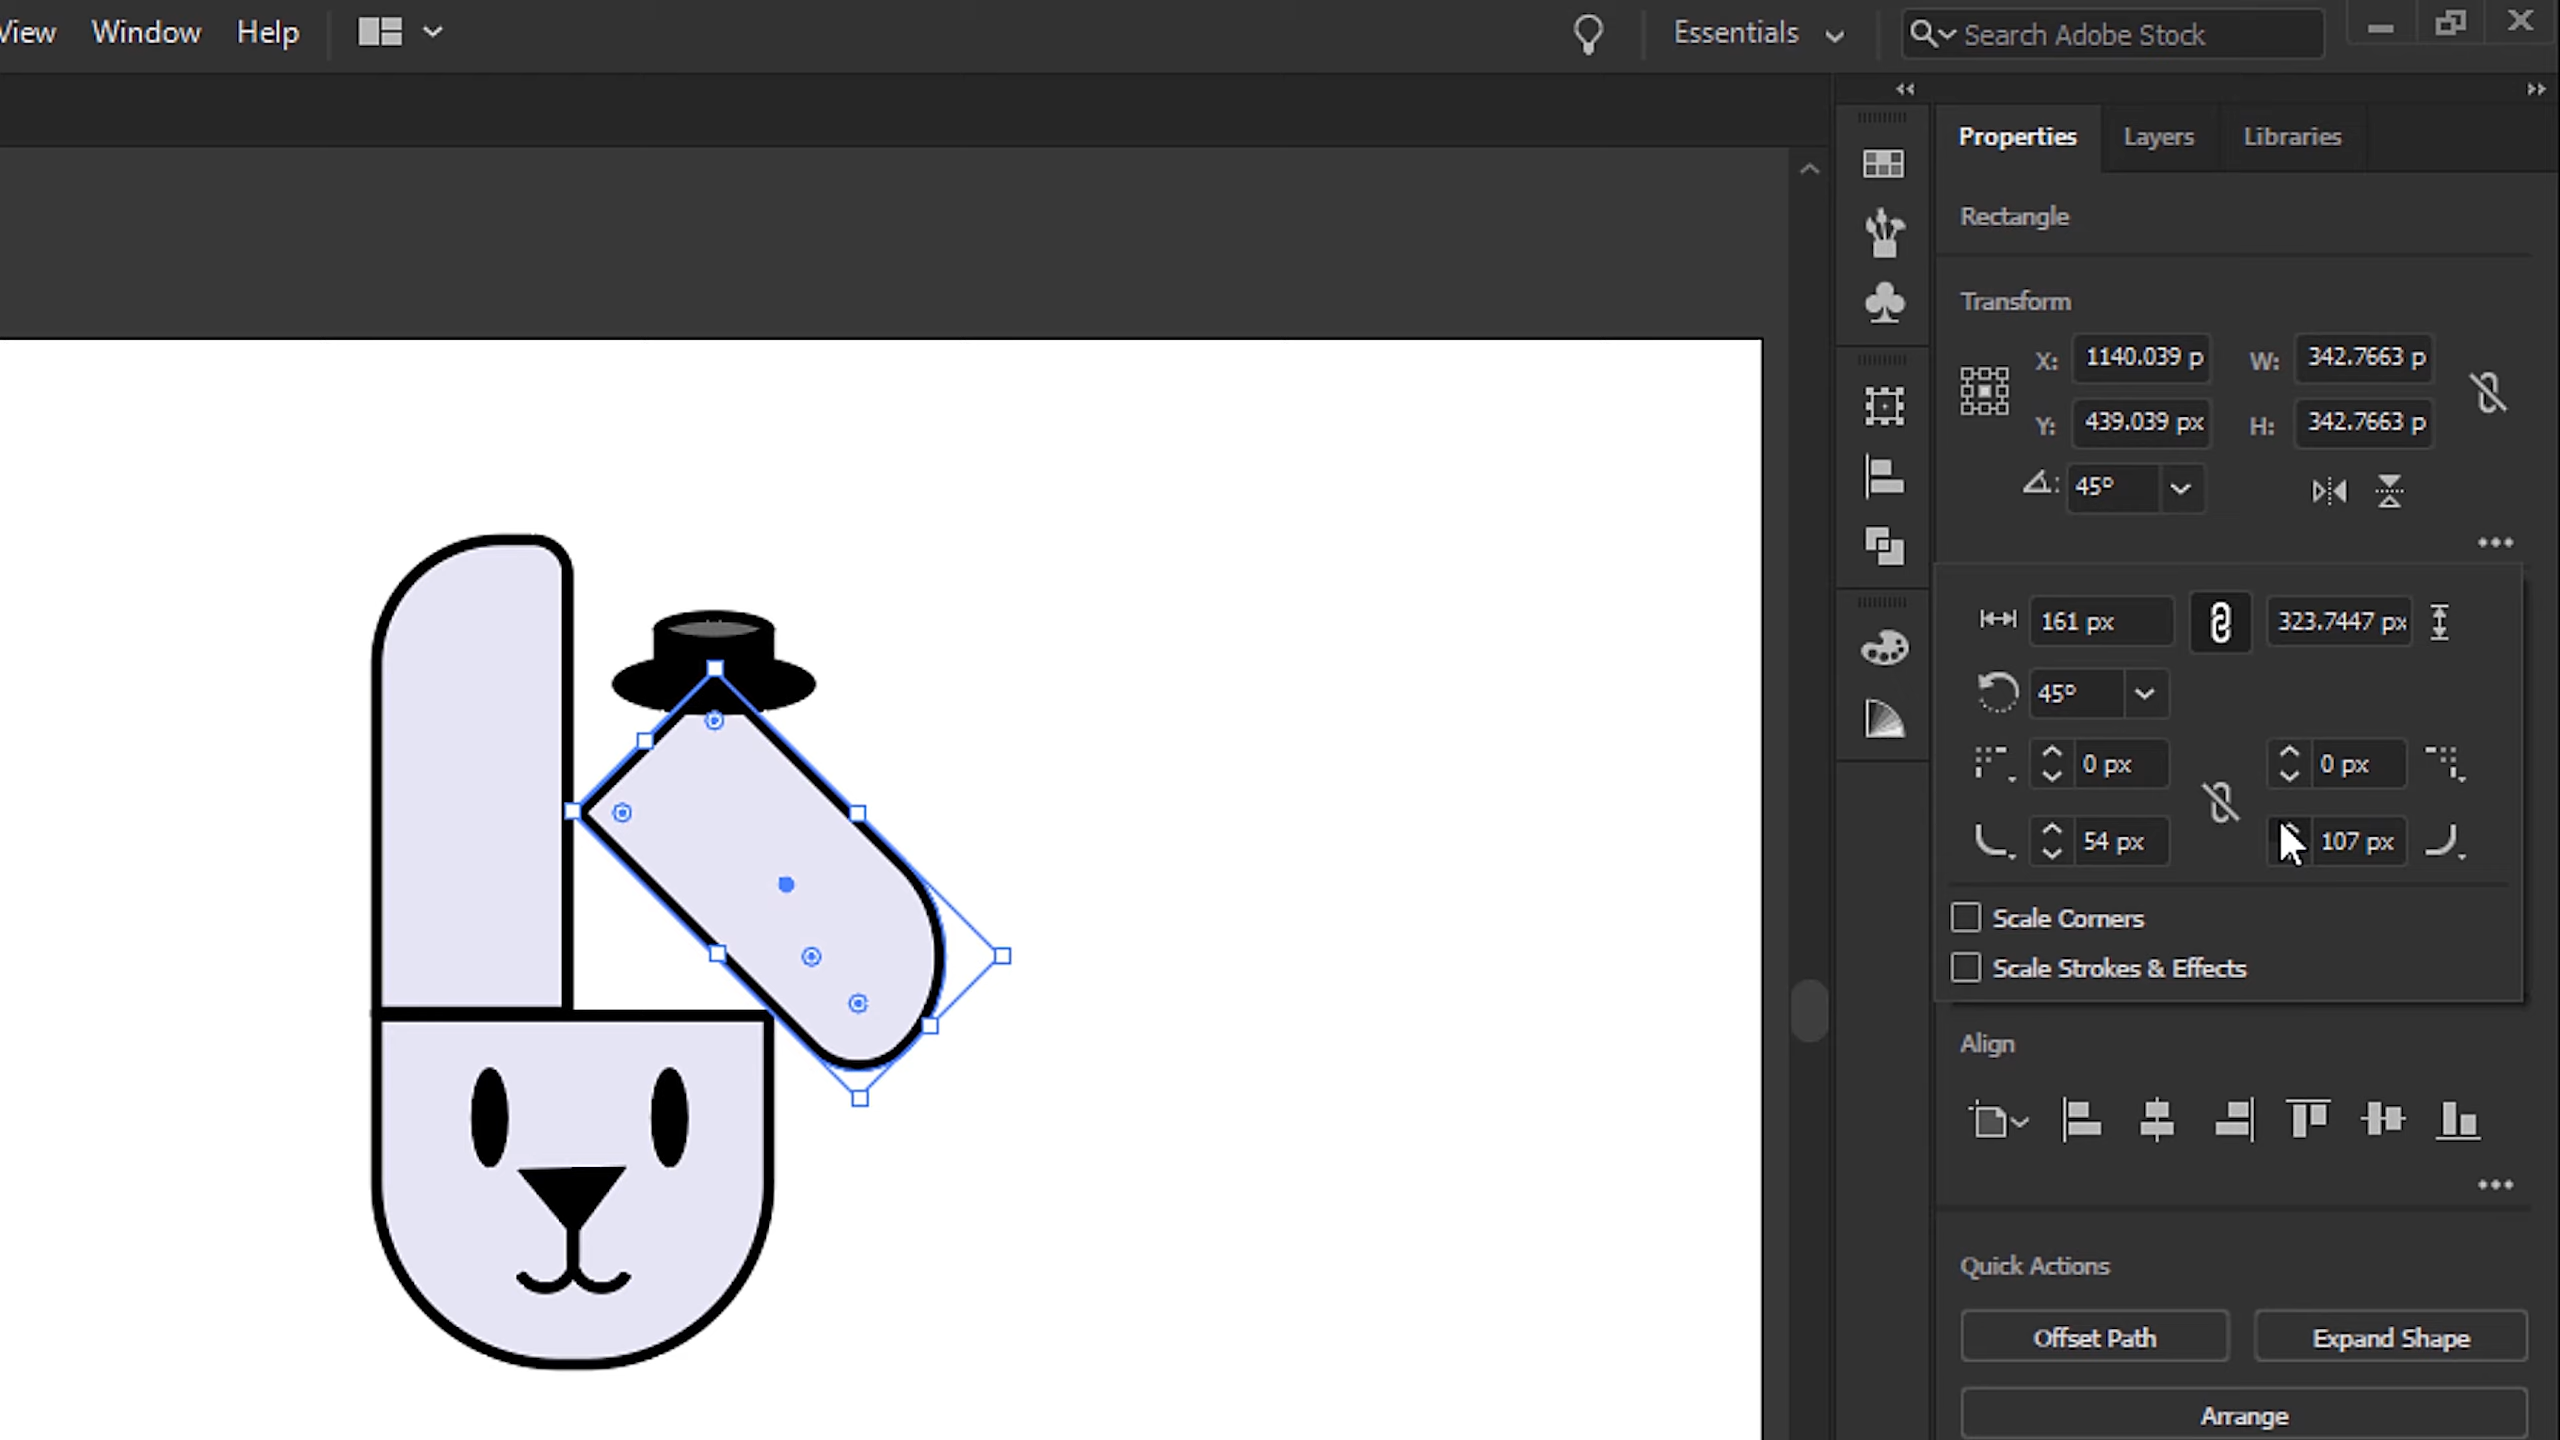 View Window Help Essentials Search Adobe Stock
Properties Layers Libraries
Rectangle
Transform
X: 1140.039 p W: 342.7663 p
Y: 439.039 px H: 342.7663 p
: 45°
161 px 323.7447 px
45°
0 px 0 px
54 px 107 px
Scale Corners
Scale Strokes & Effects
Align
Quick Actions
Offset Path Expand Shape
Arrange